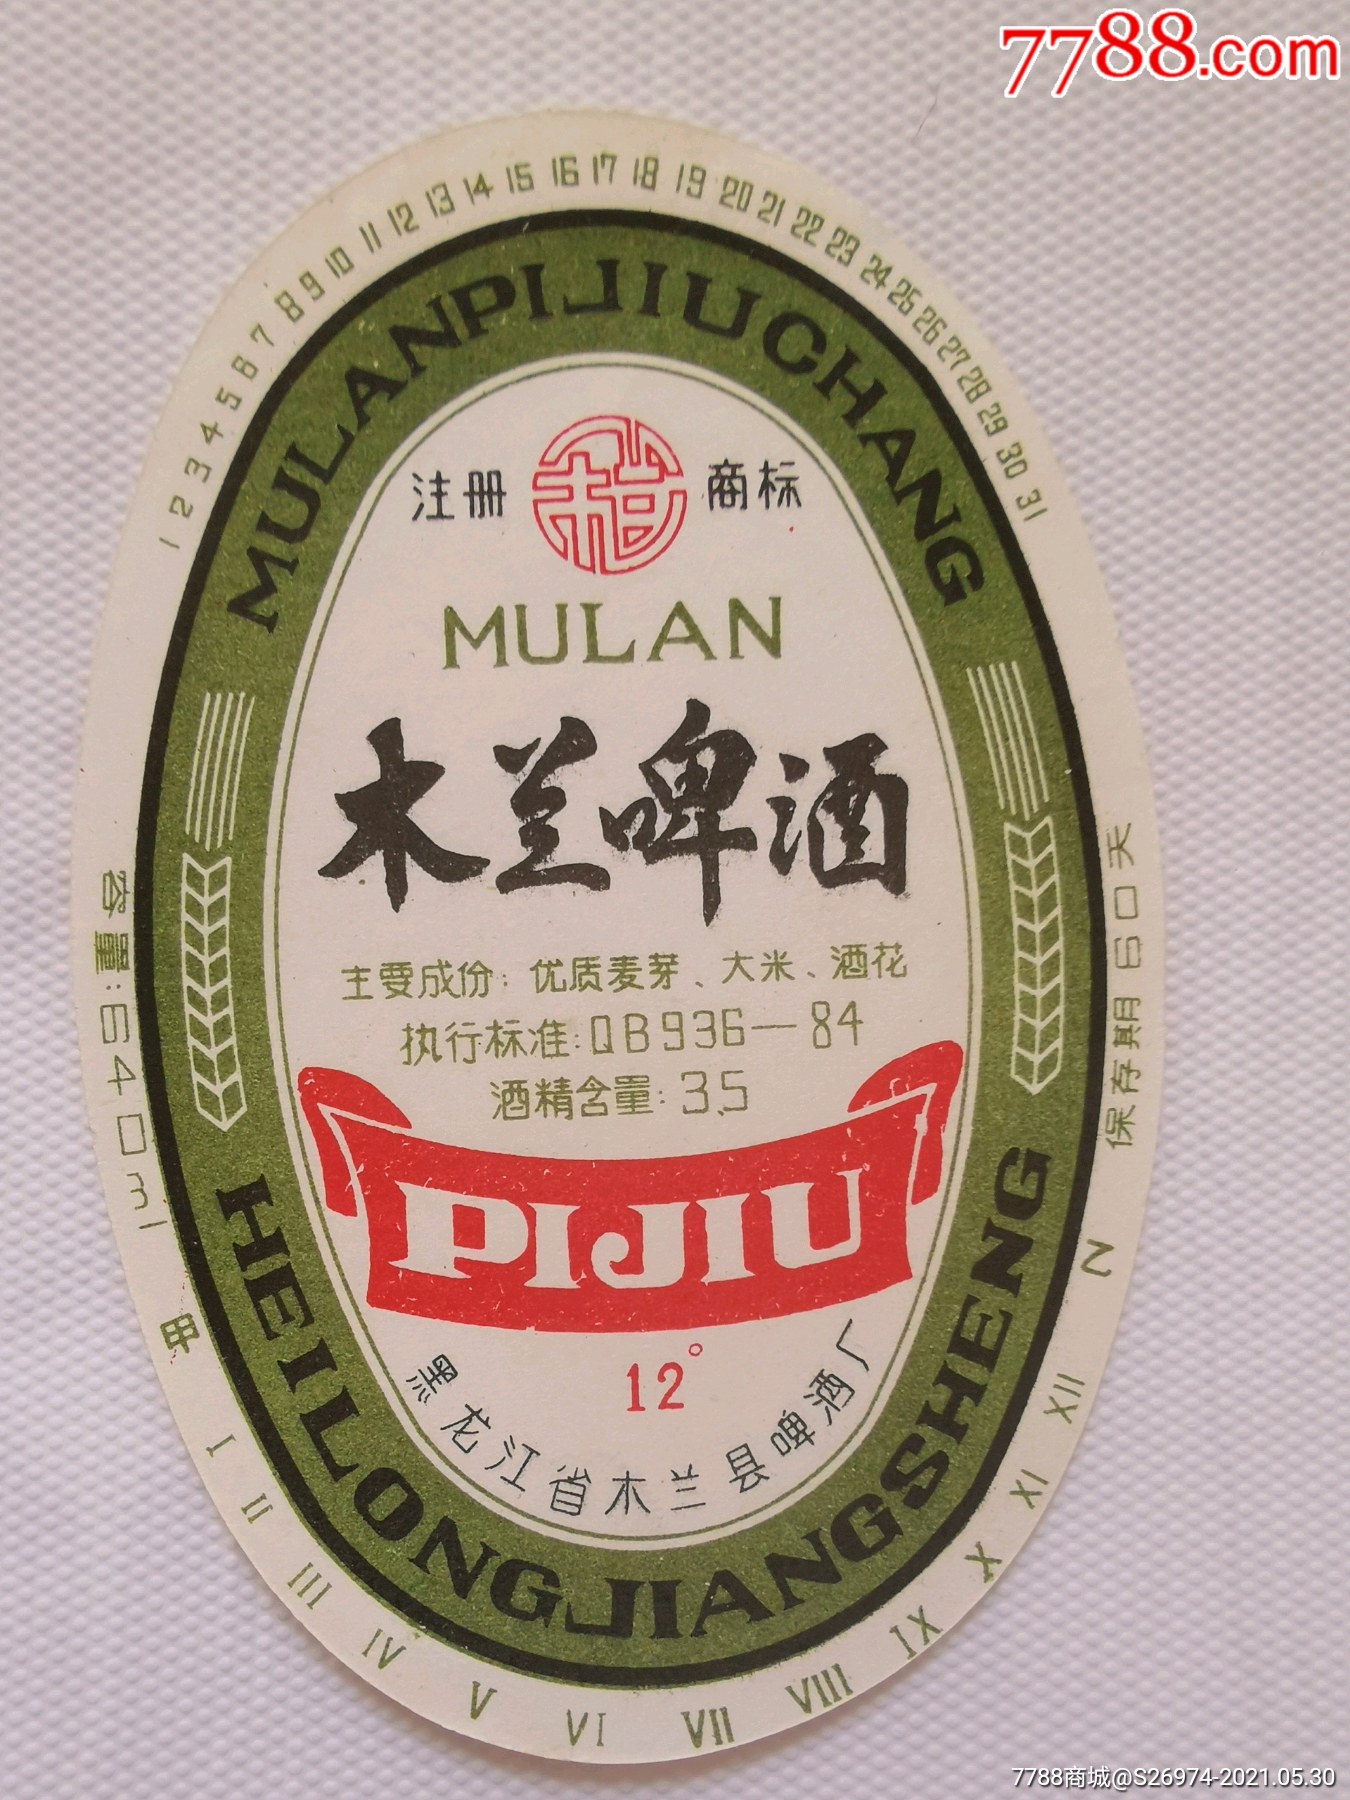 7788.com
1 2 3 4 5 6 7 8 9 10 11 12 13 14 15 16 17 18 19 20 21 22 23 24 25 26 27 28 29 30 31
MULANPIJIUCHANG
注册 商标
MULAN
木兰啤酒
主要成份:优质麦芽、大米、酒花
执行标准:QB936—84
酒精含量:3.5
PIJIU
12°
黑龙江省木兰县啤酒厂
HEILONGJIANGSHENG
容量:640ml
保存期60天
甲 I II III IV V VI VII VIII IX X XI XII 乙
7788商城@S26974-2021.05.30